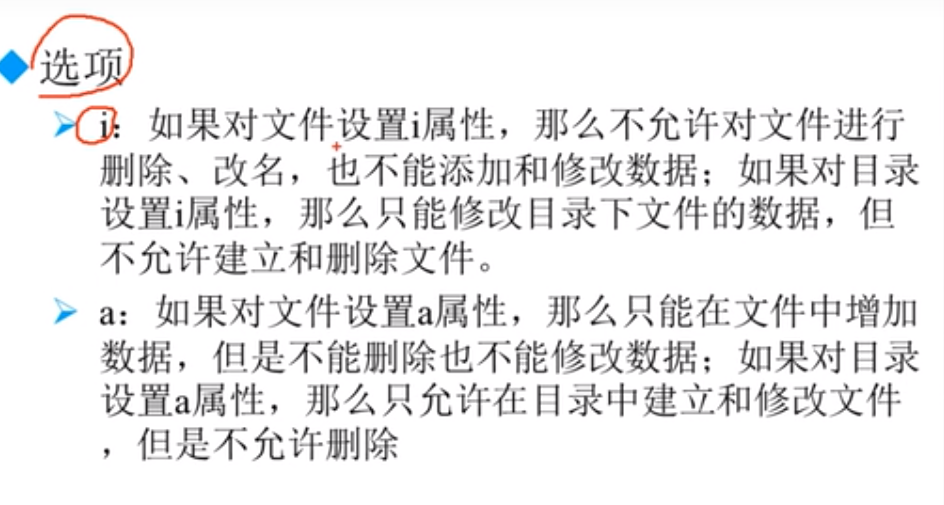 选项
i：如果对文件设置i属性，那么不允许对文件进行
删除、改名，也不能添加和修改数据；如果对目录
设置i属性，那么只能修改目录下文件的数据，但
不允许建立和删除文件。
a：如果对文件设置a属性，那么只能在文件中增加
数据，但是不能删除也不能修改数据；如果对目录
设置a属性，那么只允许在目录中建立和修改文件
，但是不允许删除